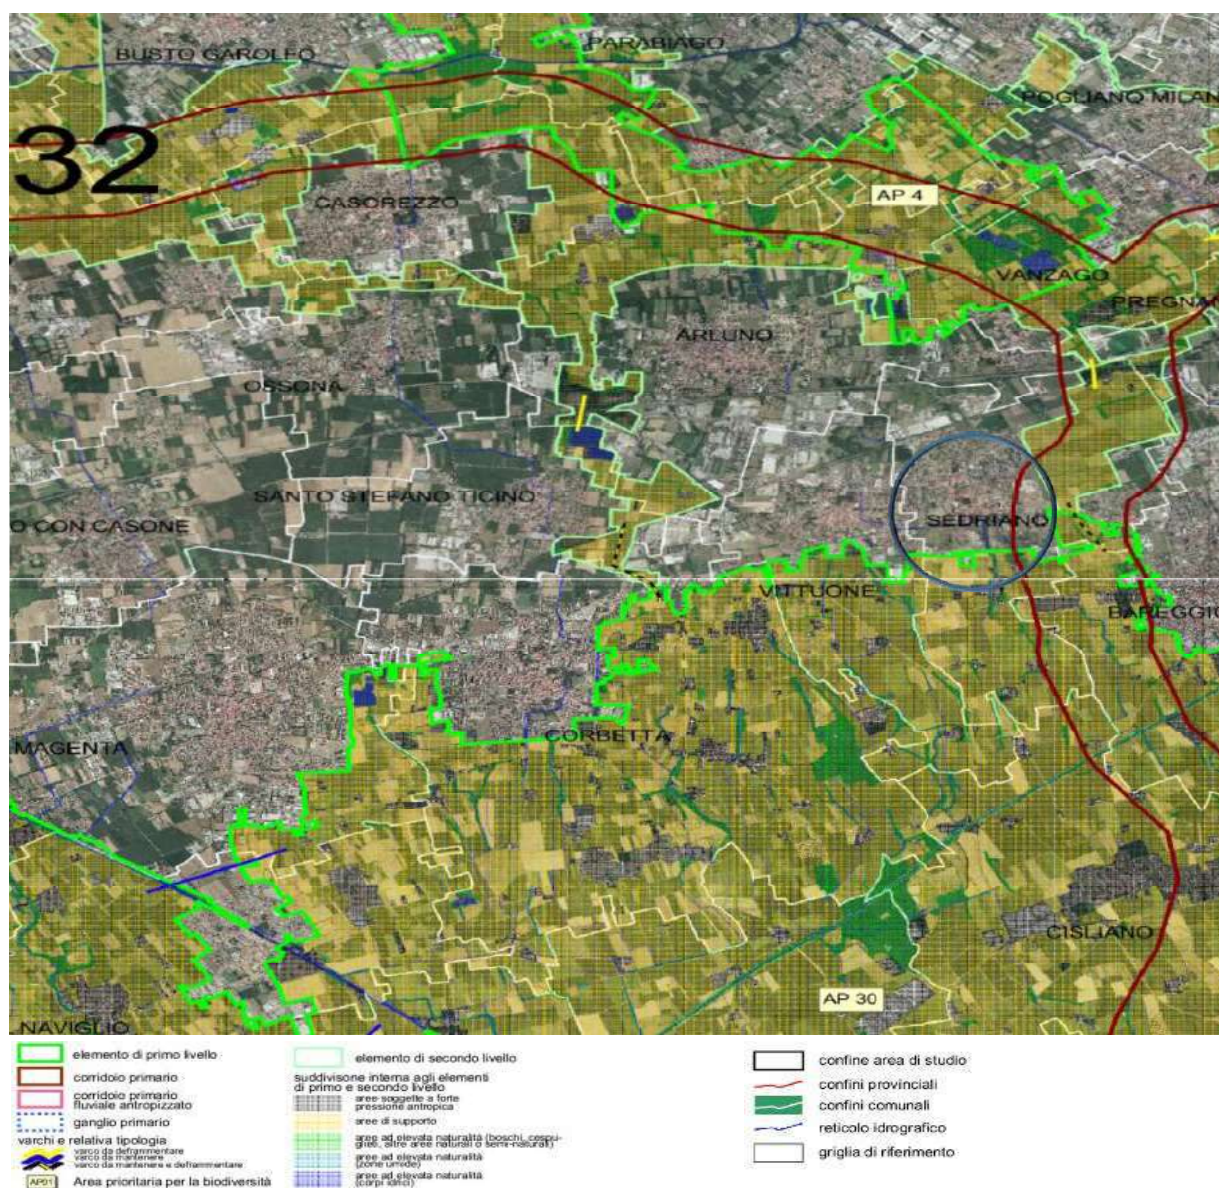 BUSTO GAROLFO
PARABIAGO
POGLIANO MILAN
32
AP 4
CASOREZZO
VANZAGO
PREGNAN
ARLUNO
OSSONA
SANTO STEFANO TICINO
SEDRIANO
O CON CASONE
VITTUONE
BAREGGIO
CORBETTA
MAGENTA
CISLIANO
AP 30
NAVIGLIO
elemento di primo livello
corridoio primario
corridoio primario
fluviale antropizzato
ganglio primario
varchi e relativa tipologia
varco da deframmentare
varco da mantenere
varco da mantenere e deframmentare
AP01 Area prioritaria per la biodiversità
elemento di secondo livello
suddivisone interna agli elementi
di primo e secondo livello
aree soggette a forte
pressione antropica
aree di supporto
aree ad elevata naturalità (boschi, cespu-
glieti, altre aree naturali o semi-naturali)
aree ad elevata naturalità
(zone umide)
aree ad elevata naturalità
(corpi idrici)
confine area di studio
confini provinciali
confini comunali
reticolo idrografico
griglia di riferimento